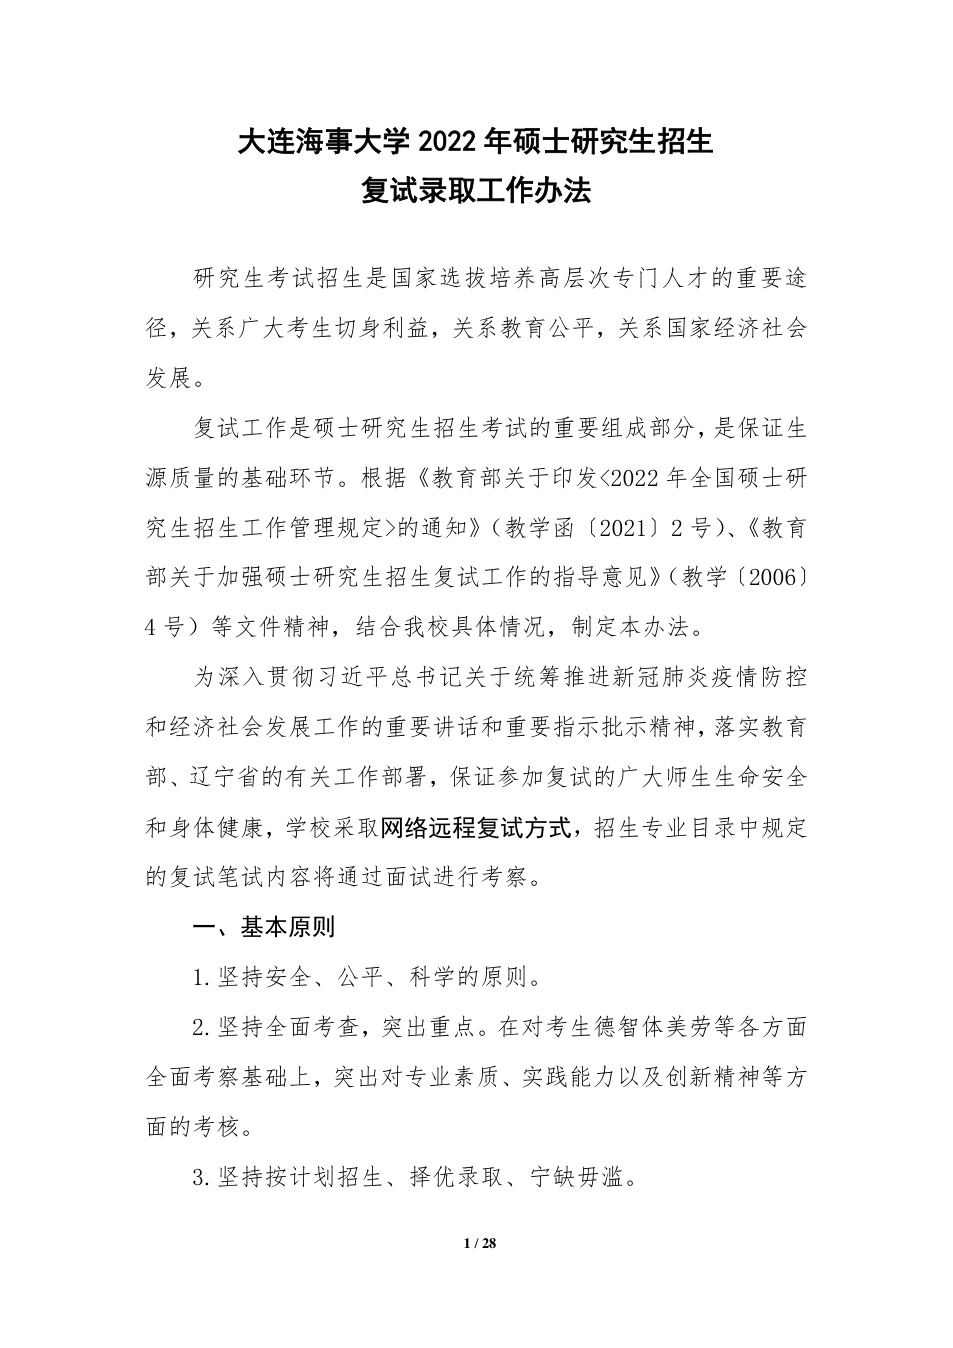 大连海事大学 2022 年硕士研究生招生
复试录取工作办法
研究生考试招生是国家选拔培养高层次专门人才的重要途
径，关系广大考生切身利益，关系教育公平，关系国家经济社会
发展。
复试工作是硕士研究生招生考试的重要组成部分，是保证生
源质量的基础环节。根据《教育部关于印发<2022 年全国硕士研
究生招生工作管理规定>的通知》（教学函〔2021〕2 号）、《教育
部关于加强硕士研究生招生复试工作的指导意见》（教学〔2006〕
4 号）等文件精神，结合我校具体情况，制定本办法。
为深入贯彻习近平总书记关于统筹推进新冠肺炎疫情防控
和经济社会发展工作的重要讲话和重要指示批示精神，落实教育
部、辽宁省的有关工作部署，保证参加复试的广大师生生命安全
和身体健康，学校采取网络远程复试方式，招生专业目录中规定
的复试笔试内容将通过面试进行考察。
一、基本原则
1.坚持安全、公平、科学的原则。
2.坚持全面考查，突出重点。在对考生德智体美劳等各方面
全面考察基础上，突出对专业素质、实践能力以及创新精神等方
面的考核。
3.坚持按计划招生、择优录取、宁缺毋滥。
1 / 28